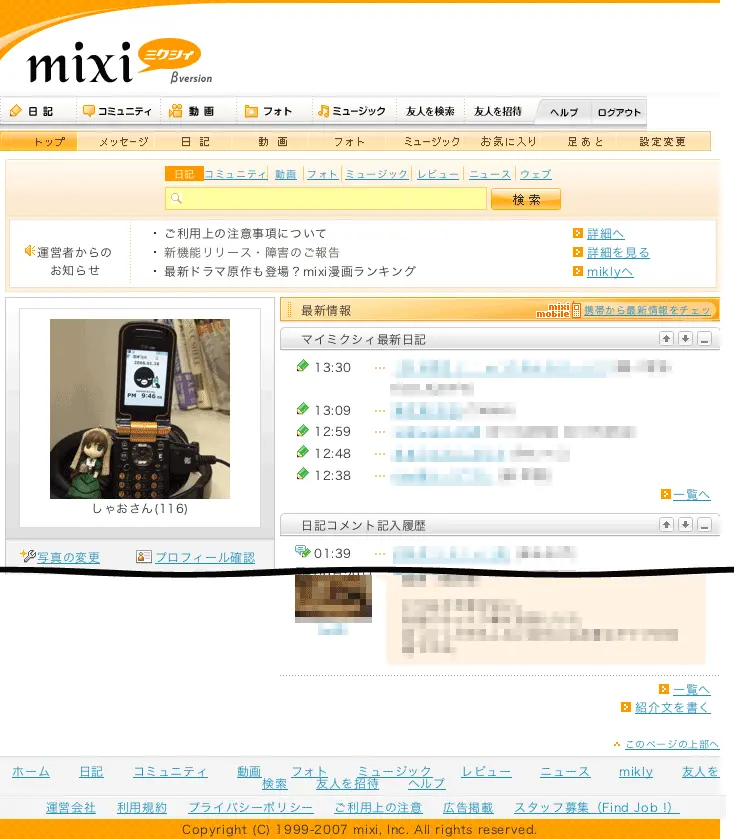 mixi ミクシィ
βversion
日記 コミュニティ 動画 フォト ミュージック 友人を検索 友人を招待 ヘルプ ログアウト
トップ メッセージ 日記 動画 フォト ミュージック お気に入り 足あと 設定変更
日記 コミュニティ 動画 フォト ミュージック レビュー ニュース ウェブ
検索
運営者からの
お知らせ
・ ご利用上の注意事項について 詳細へ
・ 新機能リリース・障害のご報告 詳細を見る
・ 最新ドラマ原作も登場?mixi漫画ランキング miklyへ
PM 9:46
しゃおさん(116)
写真の変更 プロフィール確認
最新情報 mixi mobile 携帯から最新情報をチェッ
マイミクシィ最新日記
13:30 …
13:09 …
12:59 …
12:48 …
12:38 …
一覧へ
日記コメント記入履歴
01:39 …
一覧へ
紹介文を書く
このページの上部へ
ホーム 日記 コミュニティ 動画 フォト ミュージック レビュー ニュース mikly 友人を
検索 友人を招待 ヘルプ
運営会社 利用規約 プライバシーポリシー ご利用上の注意 広告掲載 スタッフ募集(Find Job !)
Copyright (C) 1999-2007 mixi, Inc. All rights reserved.